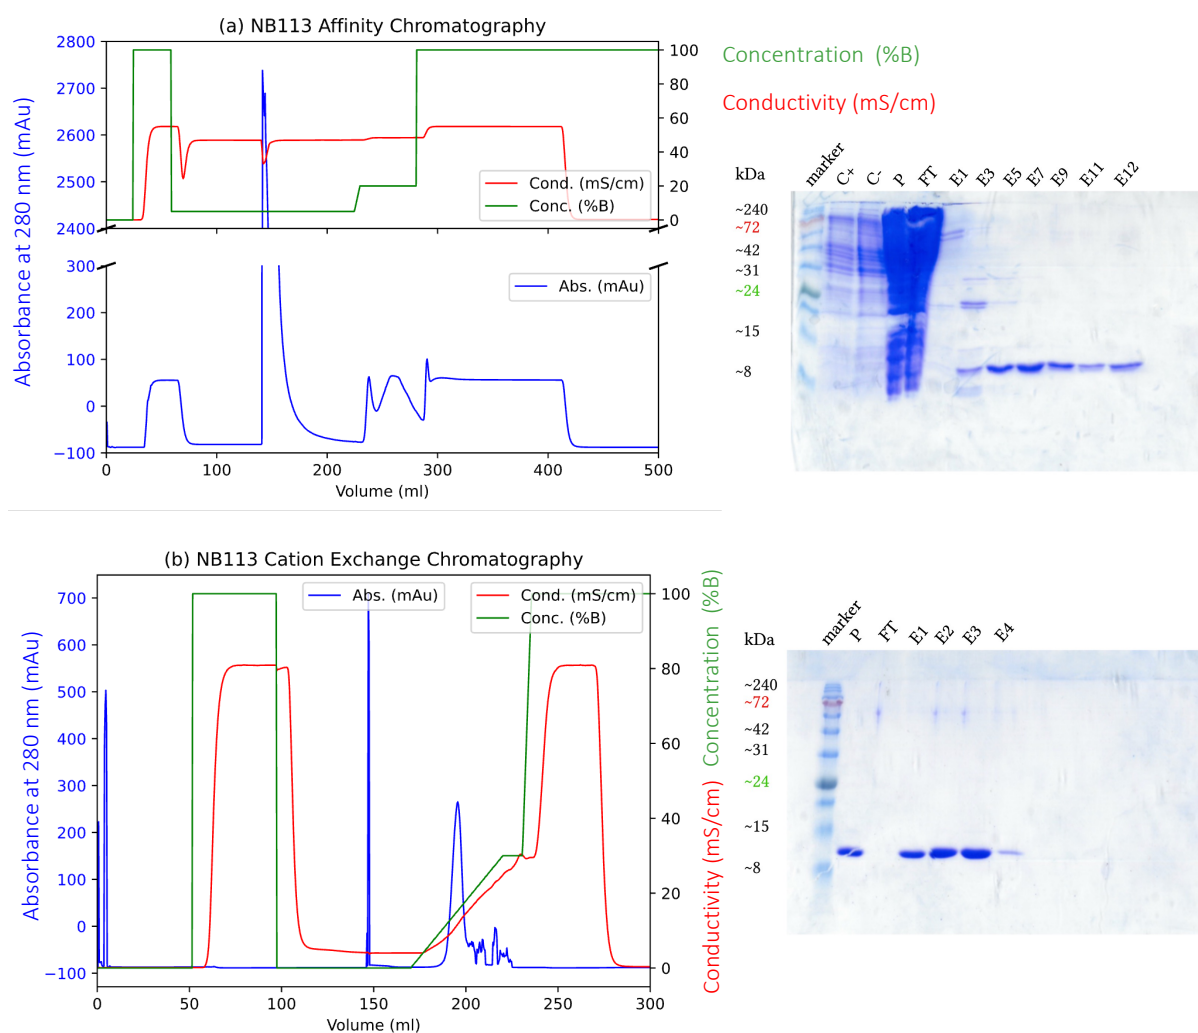 (a) NB113 Affinity Chromatography
2800
2700
2600
2500
2400
300
200
100
0
−100
Absorbance at 280 nm (mAu)
100
80
60
40
20
0
Cond. (mS/cm)
Conc. (%B)
Abs. (mAu)
0 100 200 300 400 500
Volume (ml)
Concentration (%B)
Conductivity (mS/cm)
kDa
marker C+ C- P FT E1 E3 E5 E7 E9 E11 E12
~240
~72
~42
~31
~24
~15
~8
(b) NB113 Cation Exchange Chromatography
700
600
500
400
300
200
100
0
−100
Absorbance at 280 nm (mAu)
Abs. (mAu)
Cond. (mS/cm)
Conc. (%B)
100
80
60
40
20
0
Concentration (%B)
Conductivity (mS/cm)
0 50 100 150 200 250 300
Volume (ml)
kDa
marker P FT E1 E2 E3 E4
~240
~72
~42
~31
~24
~15
~8